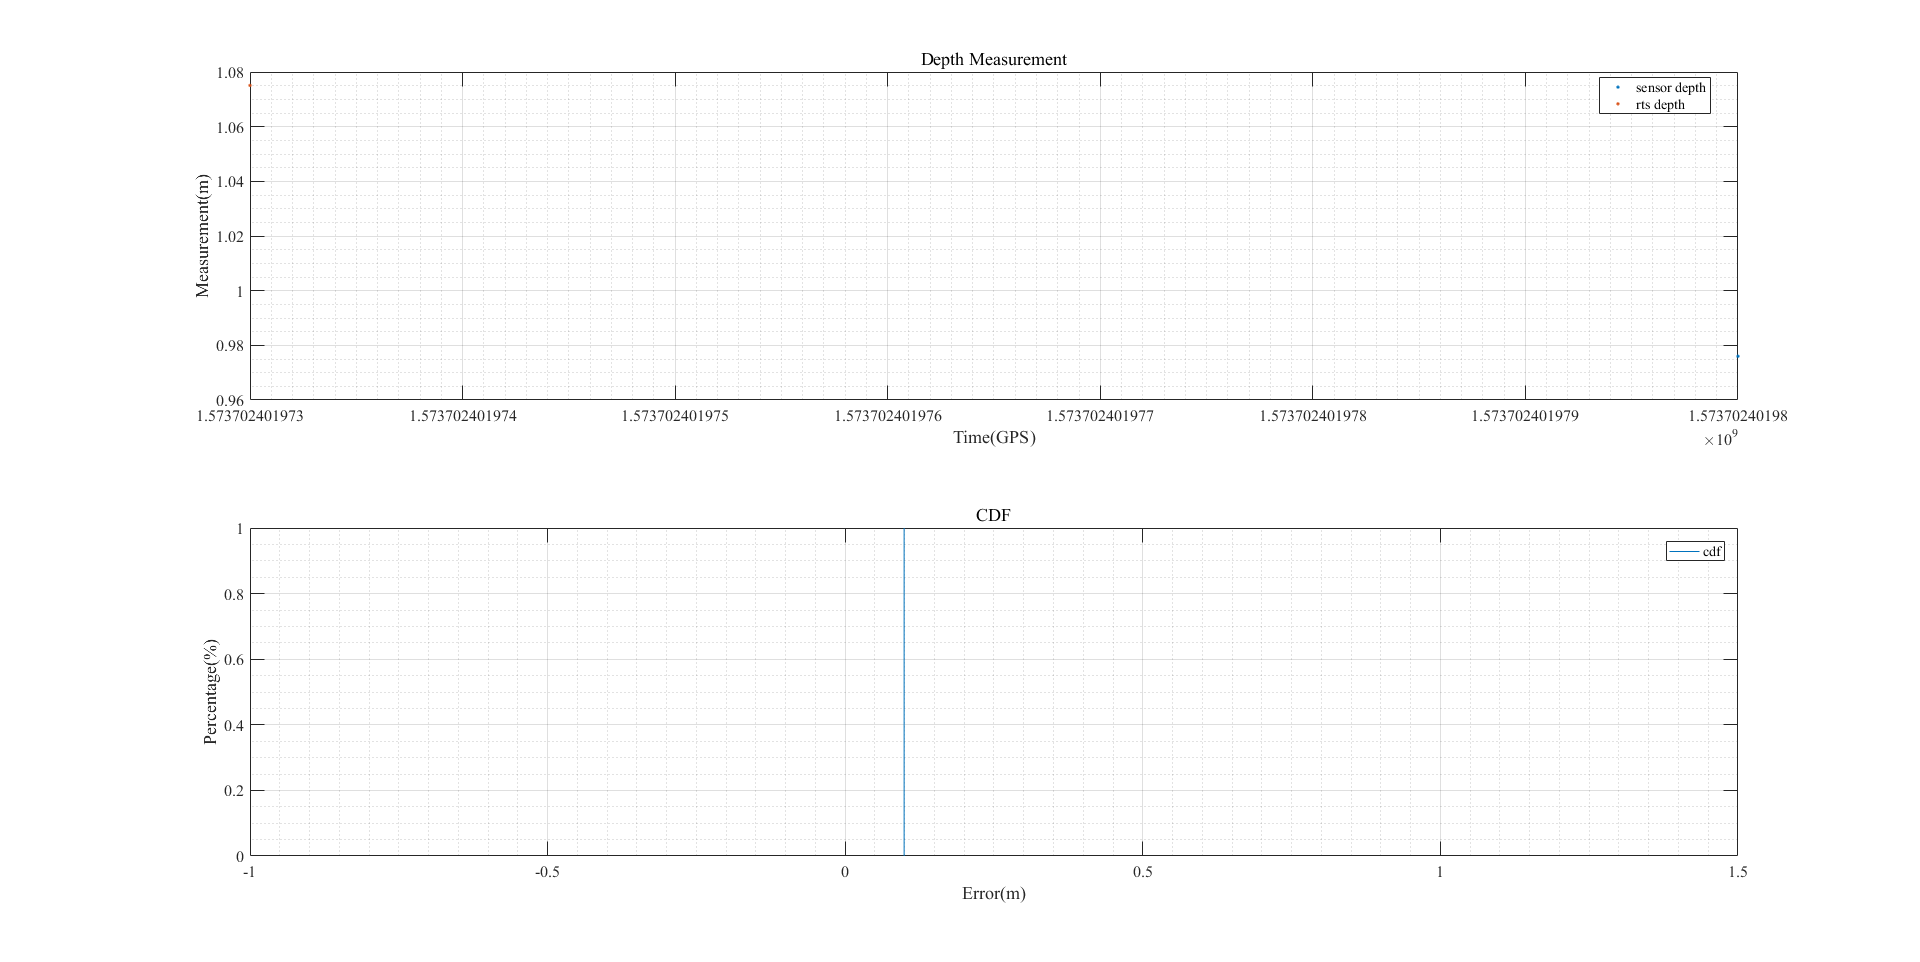 Depth Measurement
1.08
1.06
1.04
1.02
1
0.98
0.96
Measurement(m)
sensor depth
rts depth
1.573702401973 1.573702401974 1.573702401975 1.573702401976 1.573702401977 1.573702401978 1.573702401979 1.57370240198
Time(GPS)
×10⁹
CDF
1
0.8
0.6
0.4
0.2
0
Percentage(%)
cdf
-1 -0.5 0 0.5 1 1.5
Error(m)